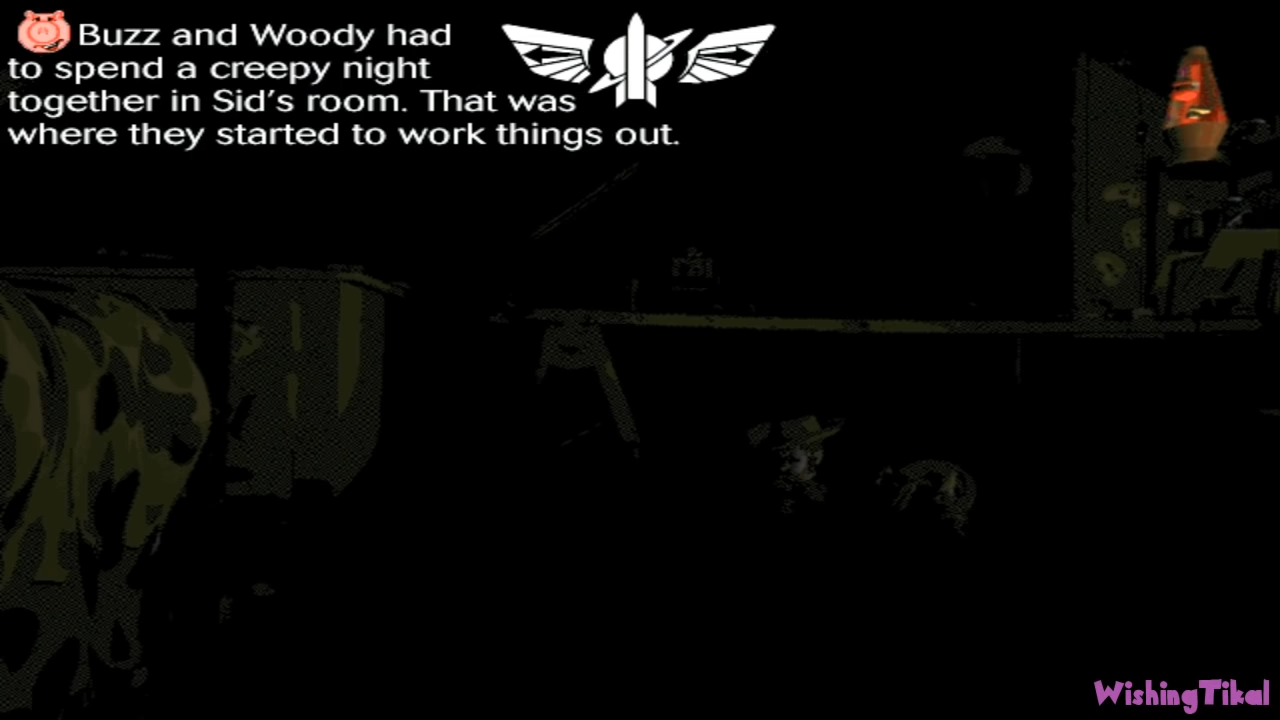 Buzz and Woody had
to spend a creepy night
together in Sid's room. That was
where they started to work things out.
WishingTikal